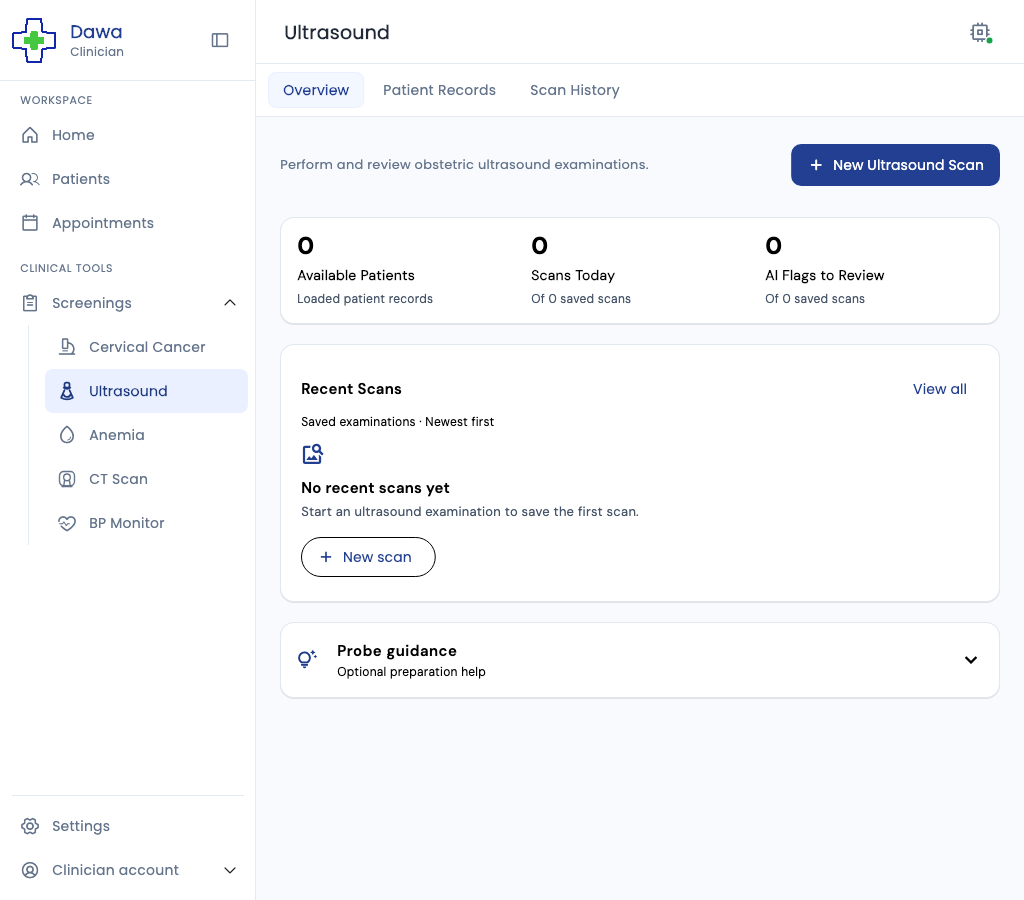 Dawa
Clinician
WORKSPACE
Home
Patients
Appointments
CLINICAL TOOLS
Screenings
Cervical Cancer
Ultrasound
Anemia
CT Scan
BP Monitor
Settings
Clinician account
Ultrasound
Overview
Patient Records
Scan History
Perform and review obstetric ultrasound examinations.
New Ultrasound Scan
0
Available Patients
Loaded patient records
0
Scans Today
Of 0 saved scans
0
AI Flags to Review
Of 0 saved scans
Recent Scans
View all
Saved examinations · Newest first
No recent scans yet
Start an ultrasound examination to save the first scan.
New scan
Probe guidance
Optional preparation help